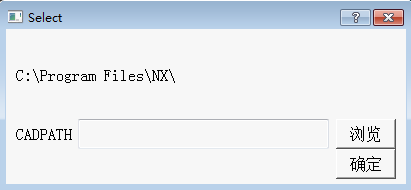 Select
C:\Program Files\NX\
CADPATH 浏览
确定